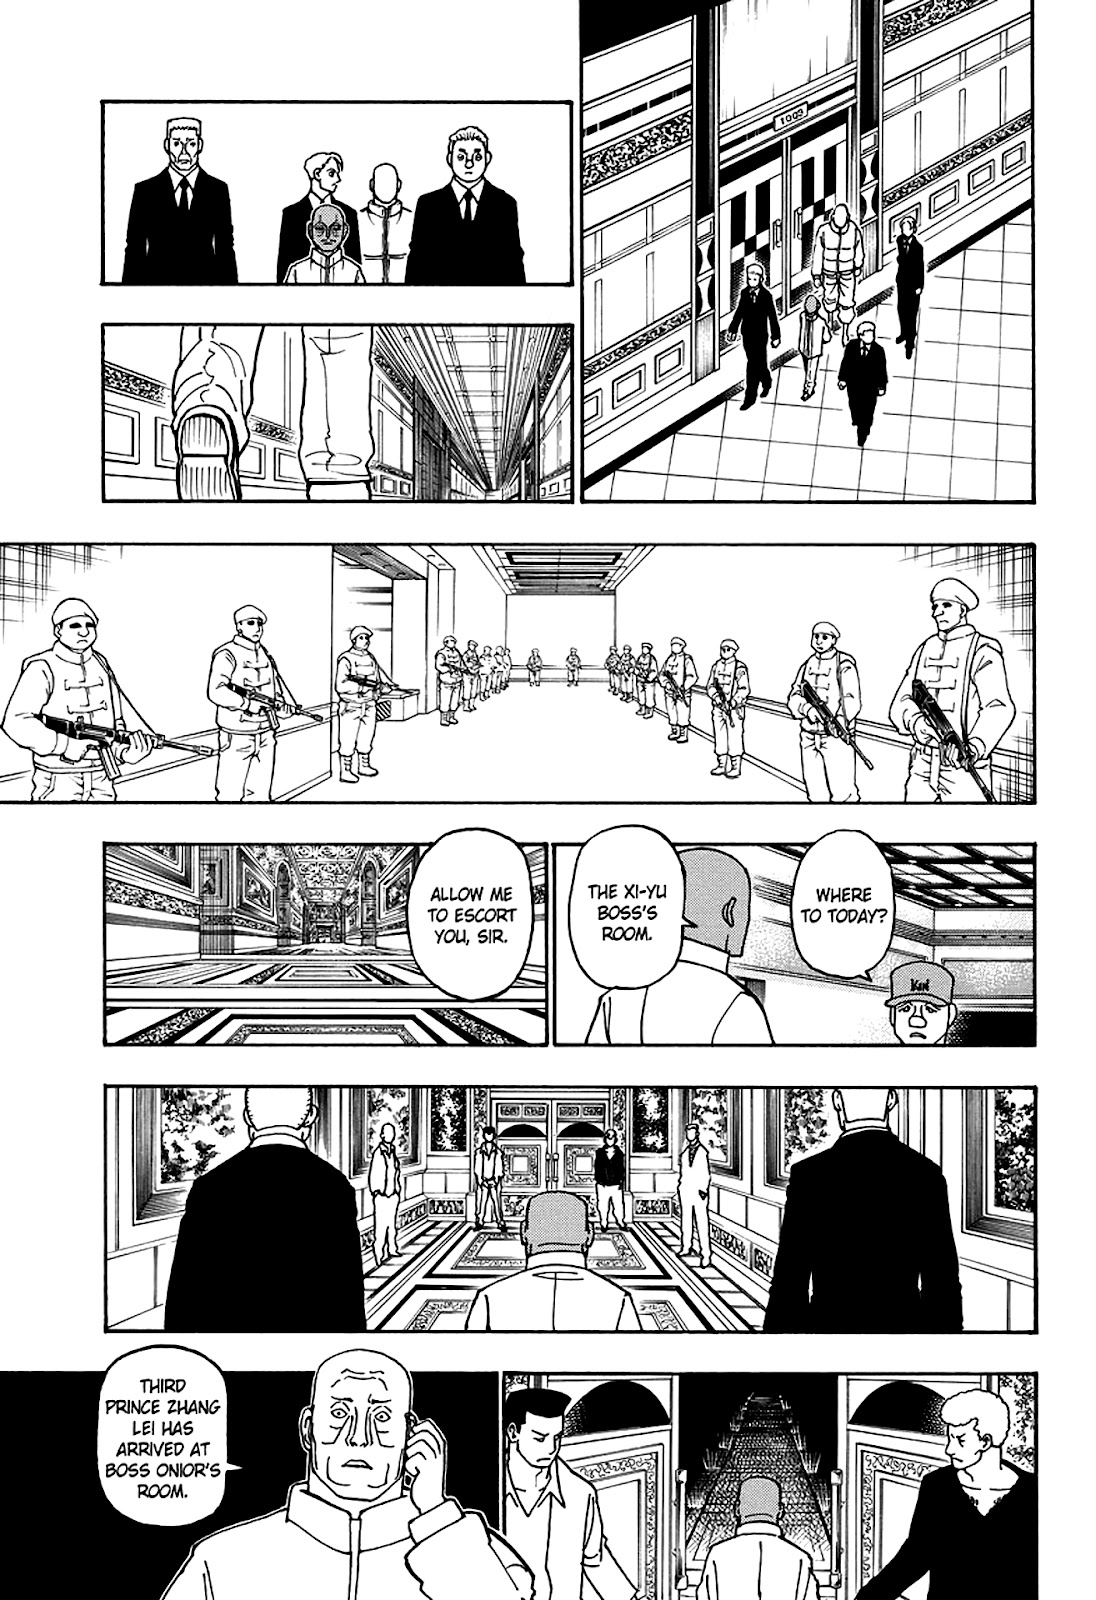 1003
WHERE
TO TODAY?
THE XI-YU
BOSS'S
ROOM.
ALLOW ME
TO ESCORT
YOU, SIR.
THIRD
PRINCE ZHANG
LEI HAS
ARRIVED AT
BOSS ONIOR'S
ROOM.